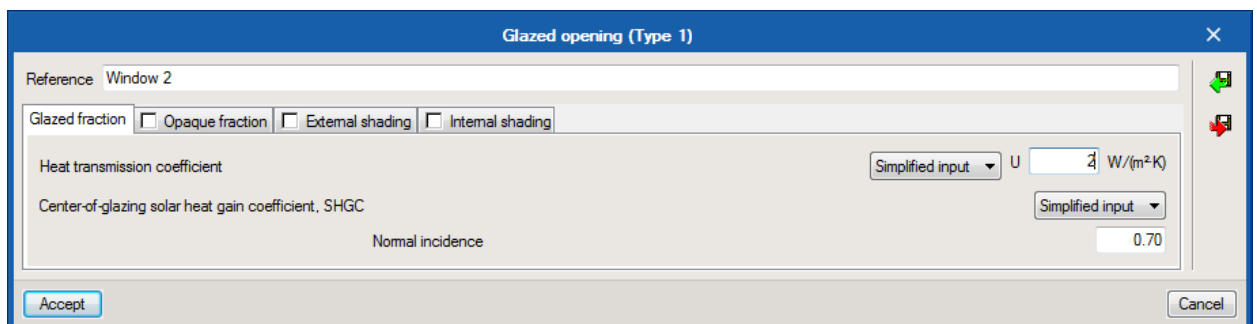 Glazed opening (Type 1)
Reference Window 2
Glazed fraction Opaque fraction External shading Internal shading
Heat transmission coefficient Simplified input U 2 W/(m²·K)
Center-of-glazing solar heat gain coefficient, SHGC Simplified input
Normal incidence 0.70
Accept Cancel